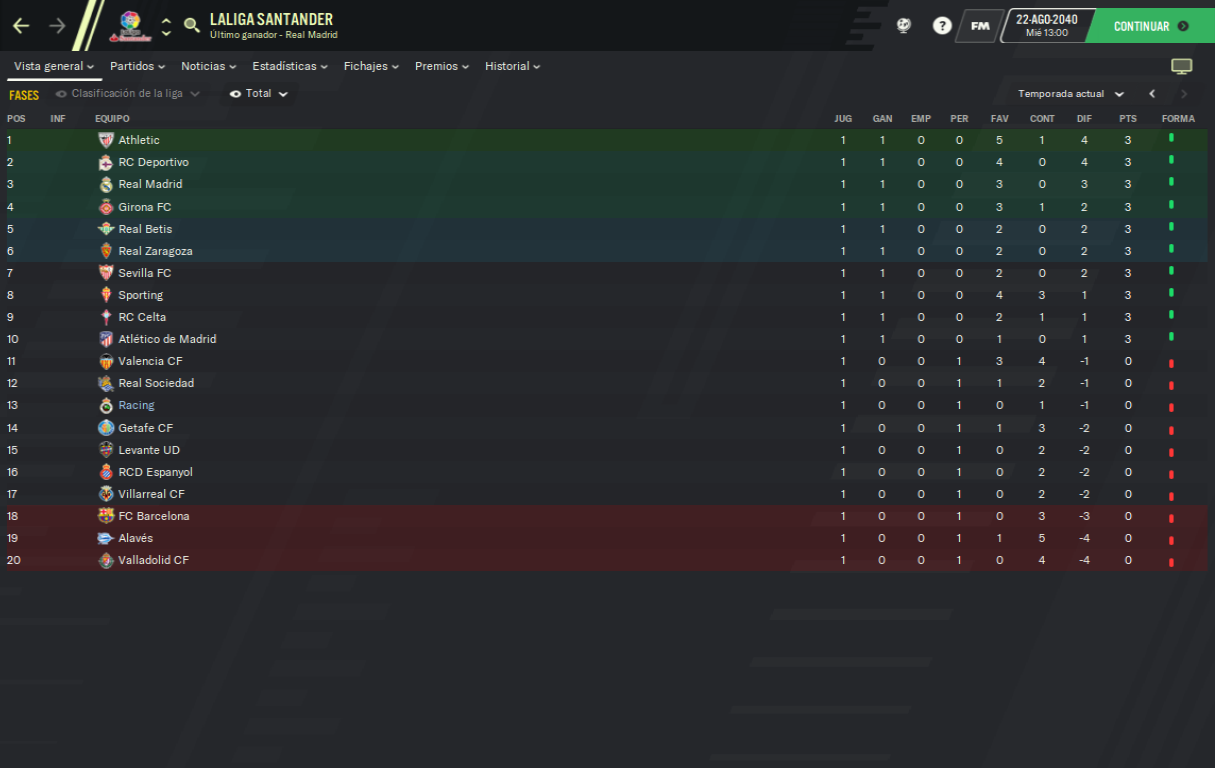 LALIGA SANTANDER
Último ganador - Real Madrid
? FM 22-AGO-2040 Mié 13:00 CONTINUAR
Vista general Partidos Noticias Estadísticas Fichajes Premios Historial
FASES Clasificación de la liga Total Temporada actual
POS INF EQUIPO JUG GAN EMP PER FAV CONT DIF PTS FORMA
1 Athletic 1 1 0 0 5 1 4 3
2 RC Deportivo 1 1 0 0 4 0 4 3
3 Real Madrid 1 1 0 0 3 0 3 3
4 Girona FC 1 1 0 0 3 1 2 3
5 Real Betis 1 1 0 0 2 0 2 3
6 Real Zaragoza 1 1 0 0 2 0 2 3
7 Sevilla FC 1 1 0 0 2 0 2 3
8 Sporting 1 1 0 0 4 3 1 3
9 RC Celta 1 1 0 0 2 1 1 3
10 Atlético de Madrid 1 1 0 0 1 0 1 3
11 Valencia CF 1 0 0 1 3 4 -1 0
12 Real Sociedad 1 0 0 1 1 2 -1 0
13 Racing 1 0 0 1 0 1 -1 0
14 Getafe CF 1 0 0 1 1 3 -2 0
15 Levante UD 1 0 0 1 0 2 -2 0
16 RCD Espanyol 1 0 0 1 0 2 -2 0
17 Villarreal CF 1 0 0 1 0 2 -2 0
18 FC Barcelona 1 0 0 1 0 3 -3 0
19 Alavés 1 0 0 1 1 5 -4 0
20 Valladolid CF 1 0 0 1 0 4 -4 0